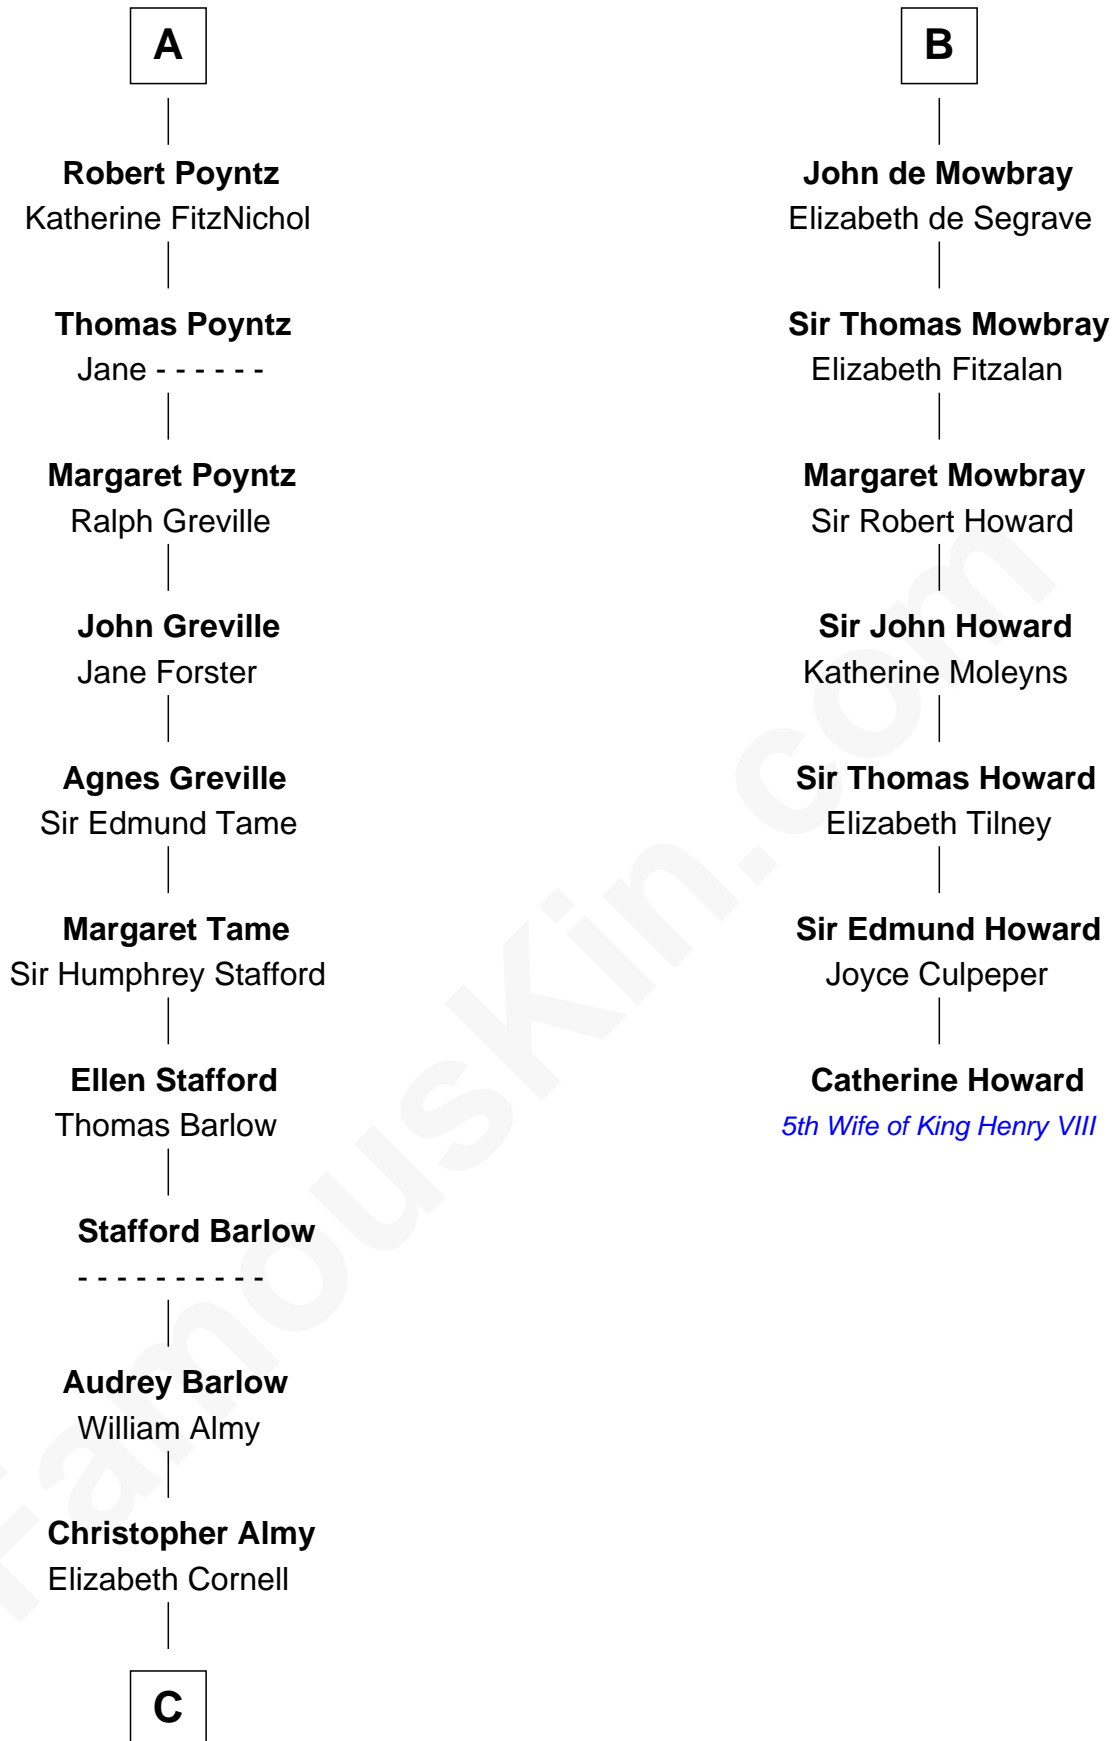 A
Robert Poyntz
Katherine FitzNichol
Thomas Poyntz
Jane - - - - - -
Margaret Poyntz
Ralph Greville
John Greville
Jane Forster
Agnes Greville
Sir Edmund Tame
Margaret Tame
Sir Humphrey Stafford
Ellen Stafford
Thomas Barlow
Stafford Barlow
- - - - - - - - - -
Audrey Barlow
William Almy
Christopher Almy
Elizabeth Cornell
C
B
John de Mowbray
Elizabeth de Segrave
Sir Thomas Mowbray
Elizabeth Fitzalan
Margaret Mowbray
Sir Robert Howard
Sir John Howard
Katherine Moleyns
Sir Thomas Howard
Elizabeth Tilney
Sir Edmund Howard
Joyce Culpeper
Catherine Howard
5th Wife of King Henry VIII
FamousKin.com